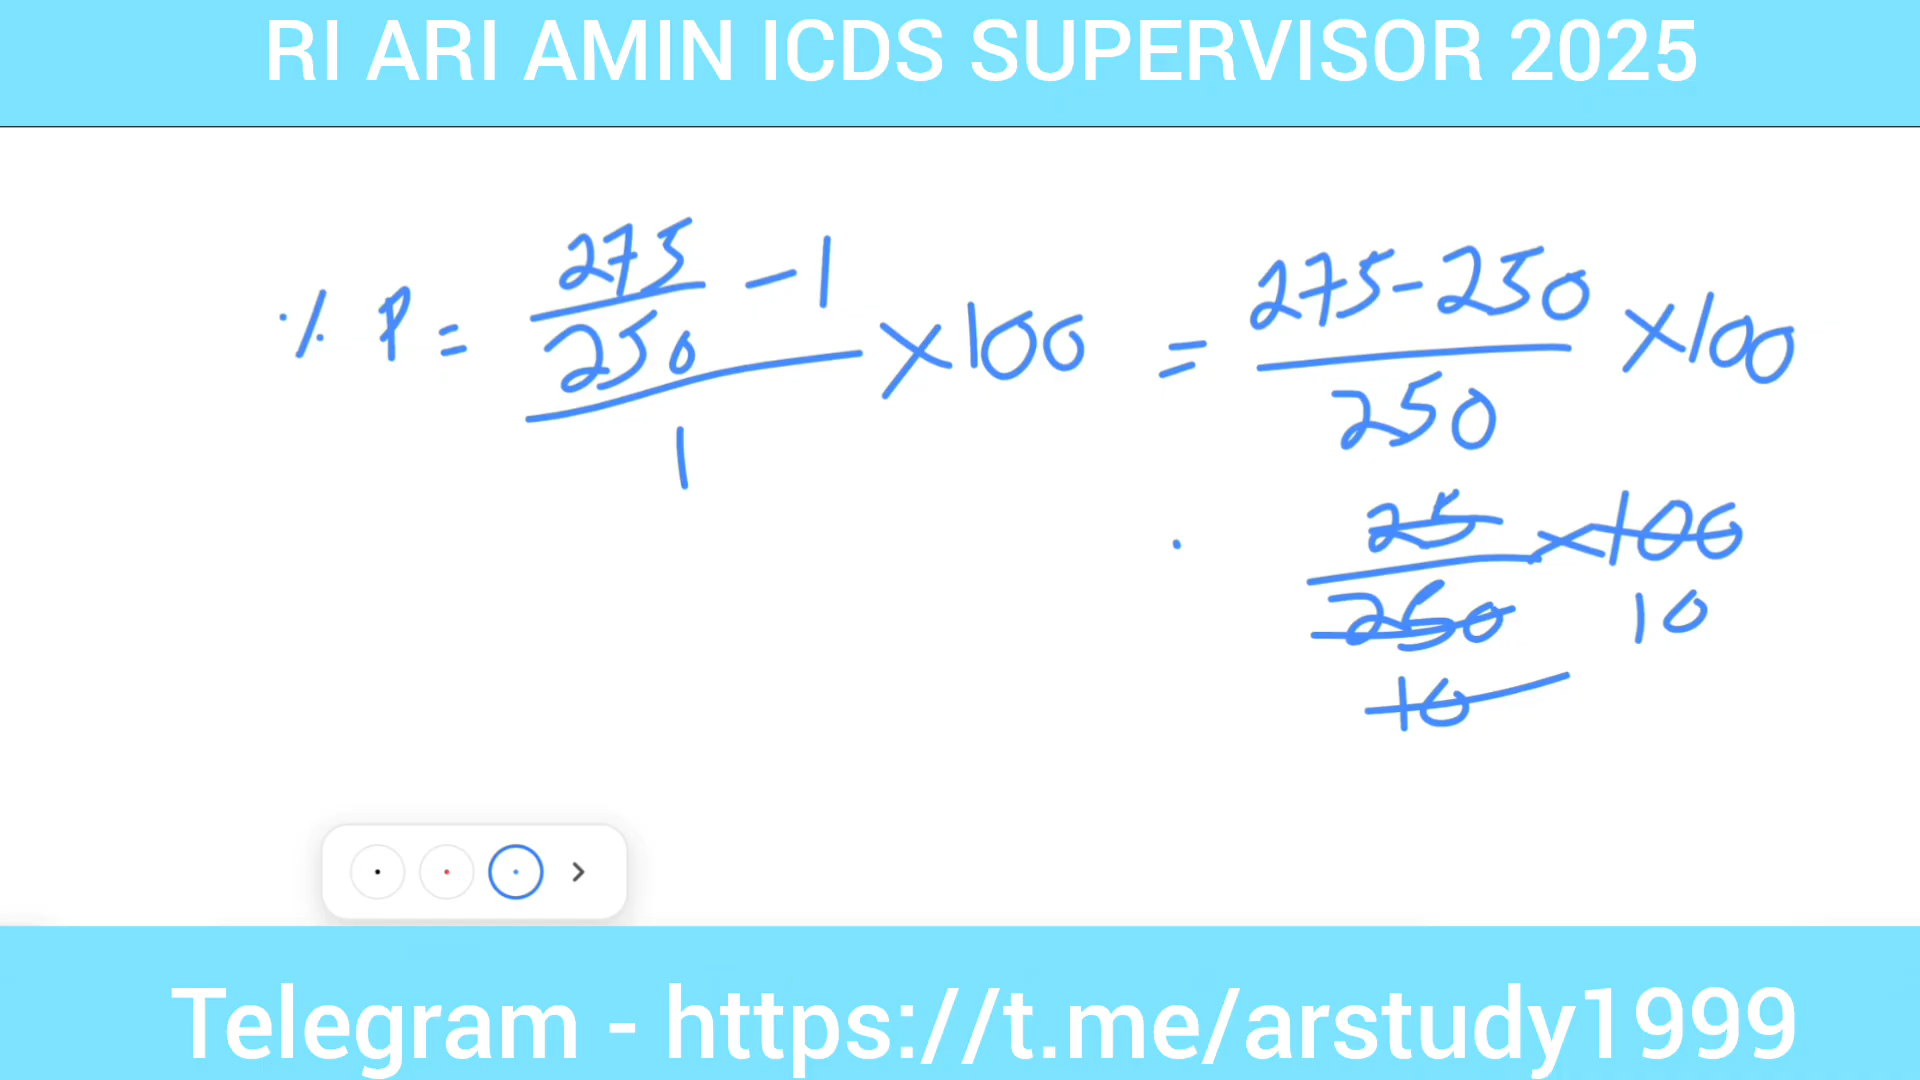 RI ARI AMIN ICDS SUPERVISOR 2025
% P = 275/250 - 1 / 1 × 100 = 275-250 / 250 × 100
25/250 × 100
10 10
Telegram - https://t.me/arstudy1999